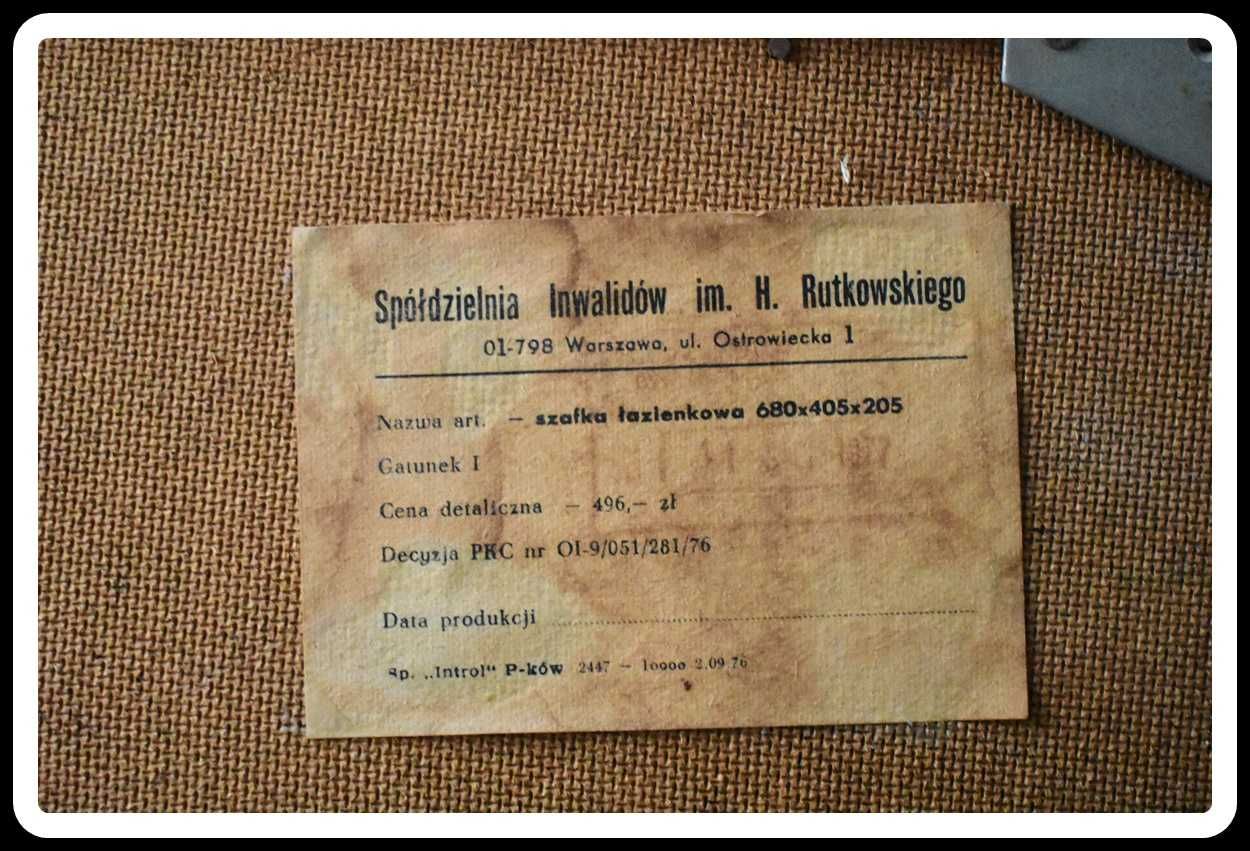 Spółdzielnia Inwalidów im. H. Rutkowskiego
01-798 Warszawa, ul. Ostrowiecka 1
Nazwa art. – szafka łazienkowa 680x405x205
Gatunek I
Cena detaliczna – 496,– zł
Decyzja PKC nr OI-9/051/281/76
Data produkcji
Sp. „Introl“ P-ków 2447 – 10000 2.09.76